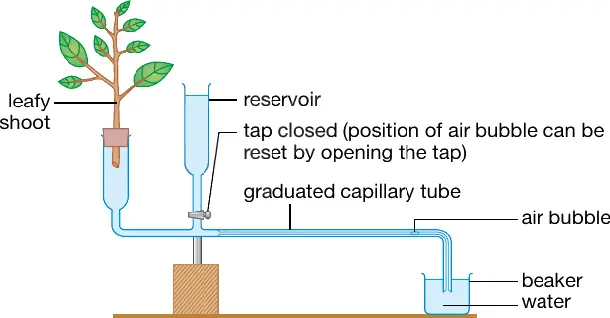 leafy
shoot
reservoir
tap closed (position of air bubble can be
reset by opening the tap)
graduated capillary tube
air bubble
beaker
water